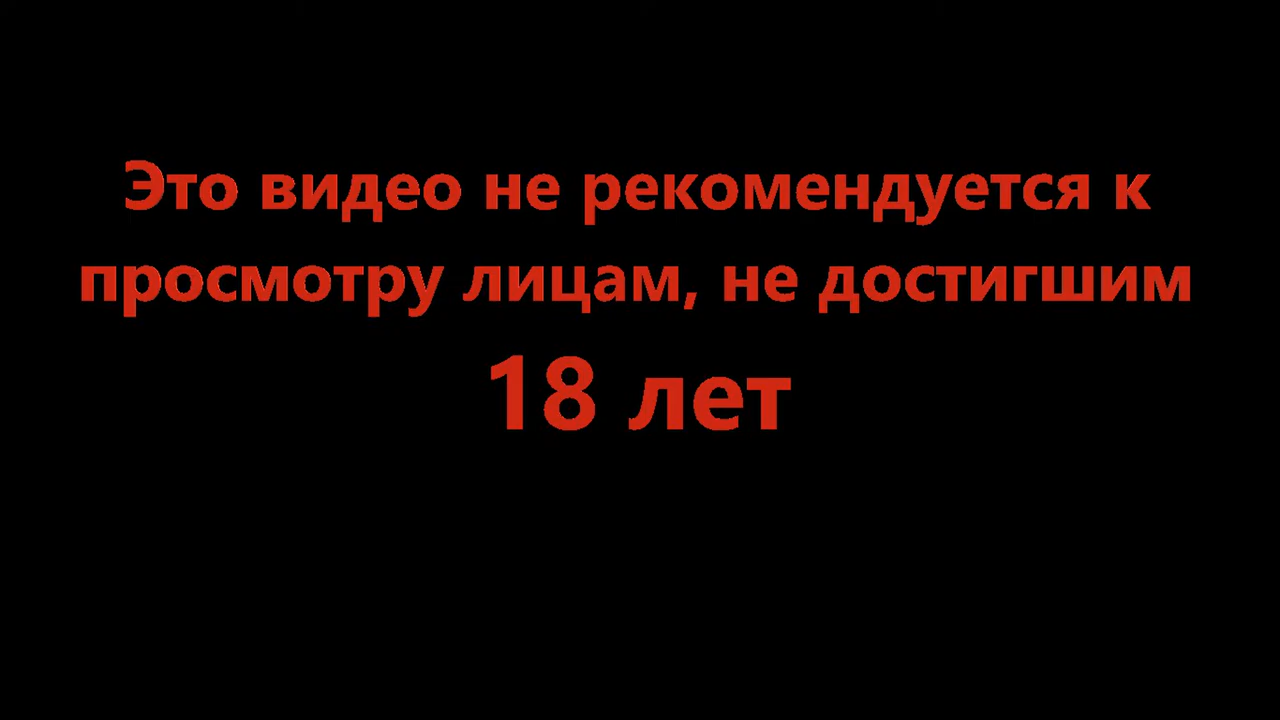 Это видео не рекомендуется к
просмотру лицам, не достигшим
18 лет